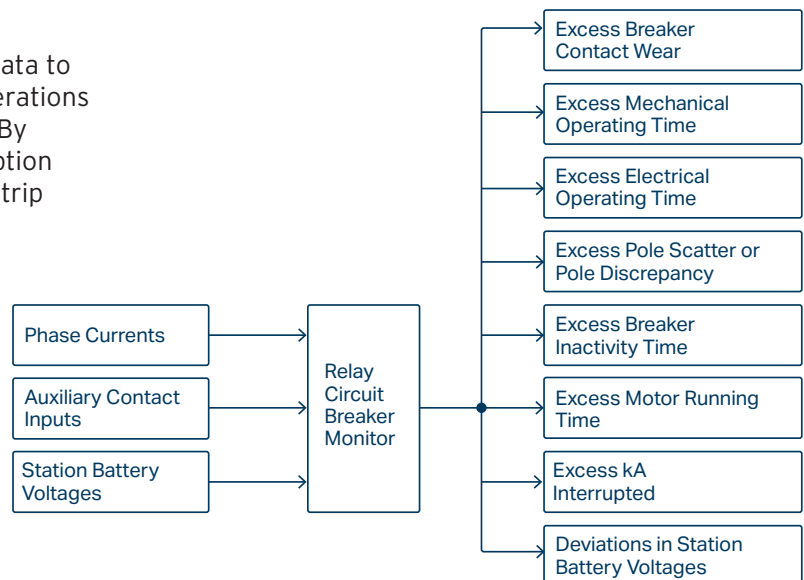 ata to
erations
By
otion
trip
Phase Currents
Auxiliary Contact
Inputs
Station Battery
Voltages
Relay
Circuit
Breaker
Monitor
Excess Breaker
Contact Wear
Excess Mechanical
Operating Time
Excess Electrical
Operating Time
Excess Pole Scatter or
Pole Discrepancy
Excess Breaker
Inactivity Time
Excess Motor Running
Time
Excess kA
Interrupted
Deviations in Station
Battery Voltages